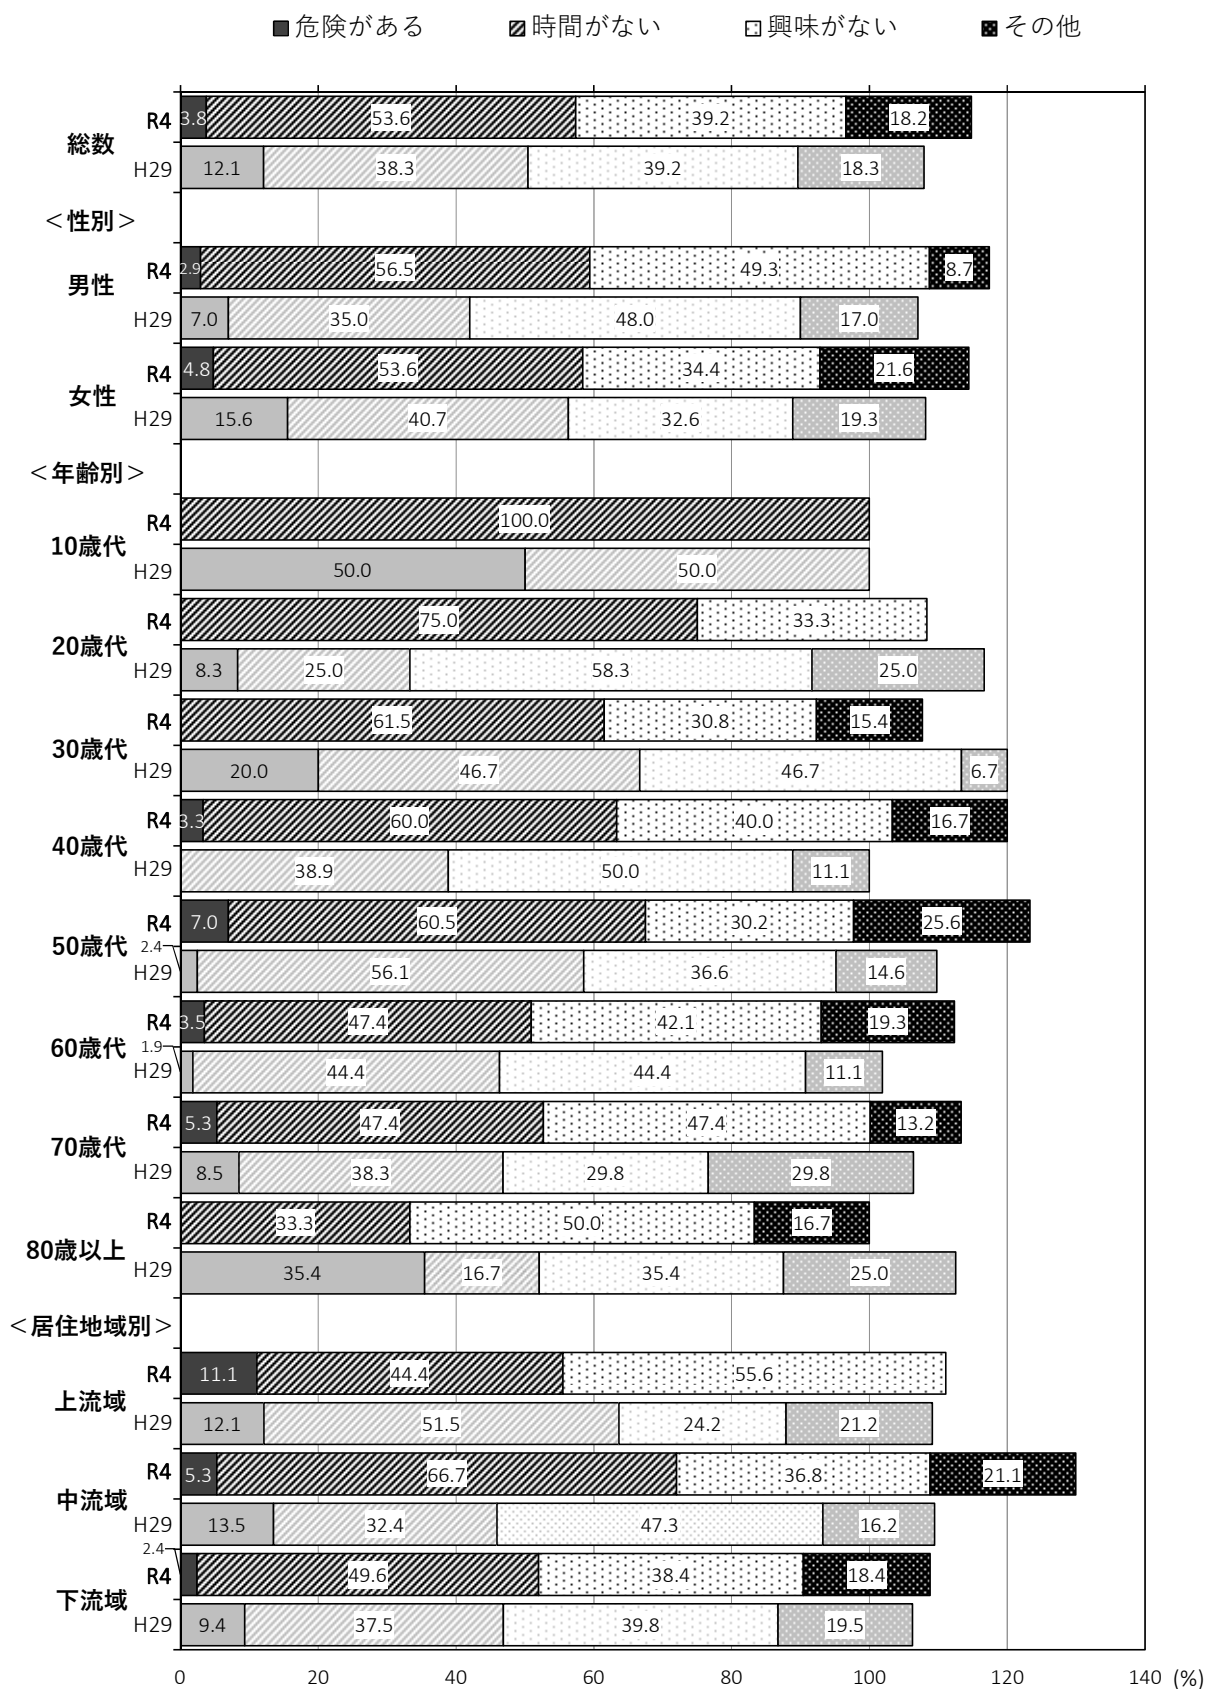 危険がある 時間がない 興味がない その他
総数
R4 3.8 53.6 39.2 18.2
H29 12.1 38.3 39.2 18.3
＜性別＞
男性
R4 2.9 56.5 49.3 8.7
H29 7.0 35.0 48.0 17.0
女性
R4 4.8 53.6 34.4 21.6
H29 15.6 40.7 32.6 19.3
＜年齢別＞
10歳代
R4 100.0
H29 50.0 50.0
20歳代
R4 75.0 33.3
H29 8.3 25.0 58.3 25.0
30歳代
R4 61.5 30.8 15.4
H29 20.0 46.7 46.7 6.7
40歳代
R4 3.3 60.0 40.0 16.7
H29 38.9 50.0 11.1
50歳代
R4 7.0 60.5 30.2 25.6
H29 2.4 56.1 36.6 14.6
60歳代
R4 3.5 47.4 42.1 19.3
H29 1.9 44.4 44.4 11.1
70歳代
R4 5.3 47.4 47.4 13.2
H29 8.5 38.3 29.8 29.8
80歳以上
R4 33.3 50.0 16.7
H29 35.4 16.7 35.4 25.0
＜居住地域別＞
上流域
R4 11.1 44.4 55.6
H29 12.1 51.5 24.2 21.2
中流域
R4 5.3 66.7 36.8 21.1
H29 13.5 32.4 47.3 16.2
下流域
R4 2.4 49.6 38.4 18.4
H29 9.4 37.5 39.8 19.5
0 20 40 60 80 100 120 140 (%)